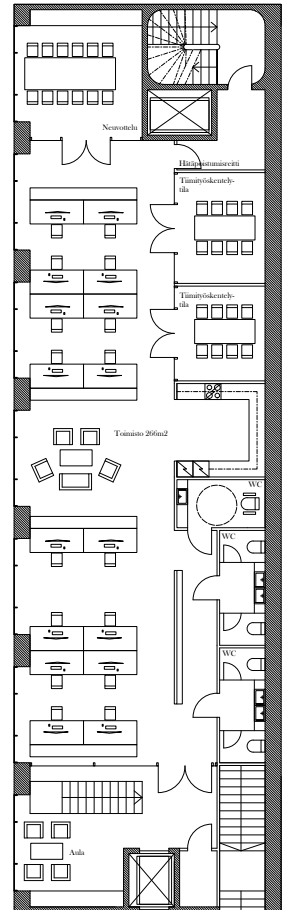 Neuvottelu
Hätäpoistumisreitti
Tiimityöskentely-
tila
Tiimityöskentely-
tila
Toimisto 266m2
WC
WC
WC
Aula